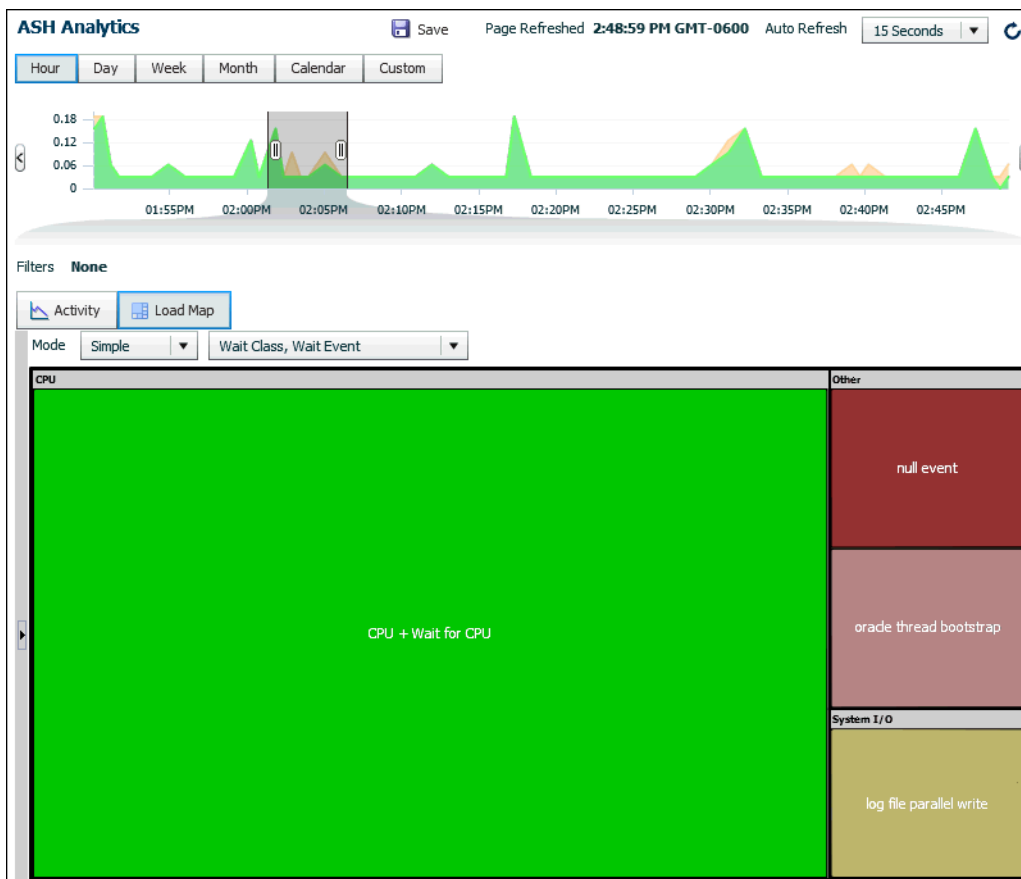 ASH Analytics Save Page Refreshed 2:48:59 PM GMT-0600 Auto Refresh 15 Seconds
Hour Day Week Month Calendar Custom
0.18
0.12
0.06
0
01:55PM 02:00PM 02:05PM 02:10PM 02:15PM 02:20PM 02:25PM 02:30PM 02:35PM 02:40PM 02:45PM
Filters None
Activity Load Map
Mode Simple Wait Class, Wait Event
CPU Other
null event
oracle thread bootstrap
CPU + Wait for CPU
System I/O
log file parallel write